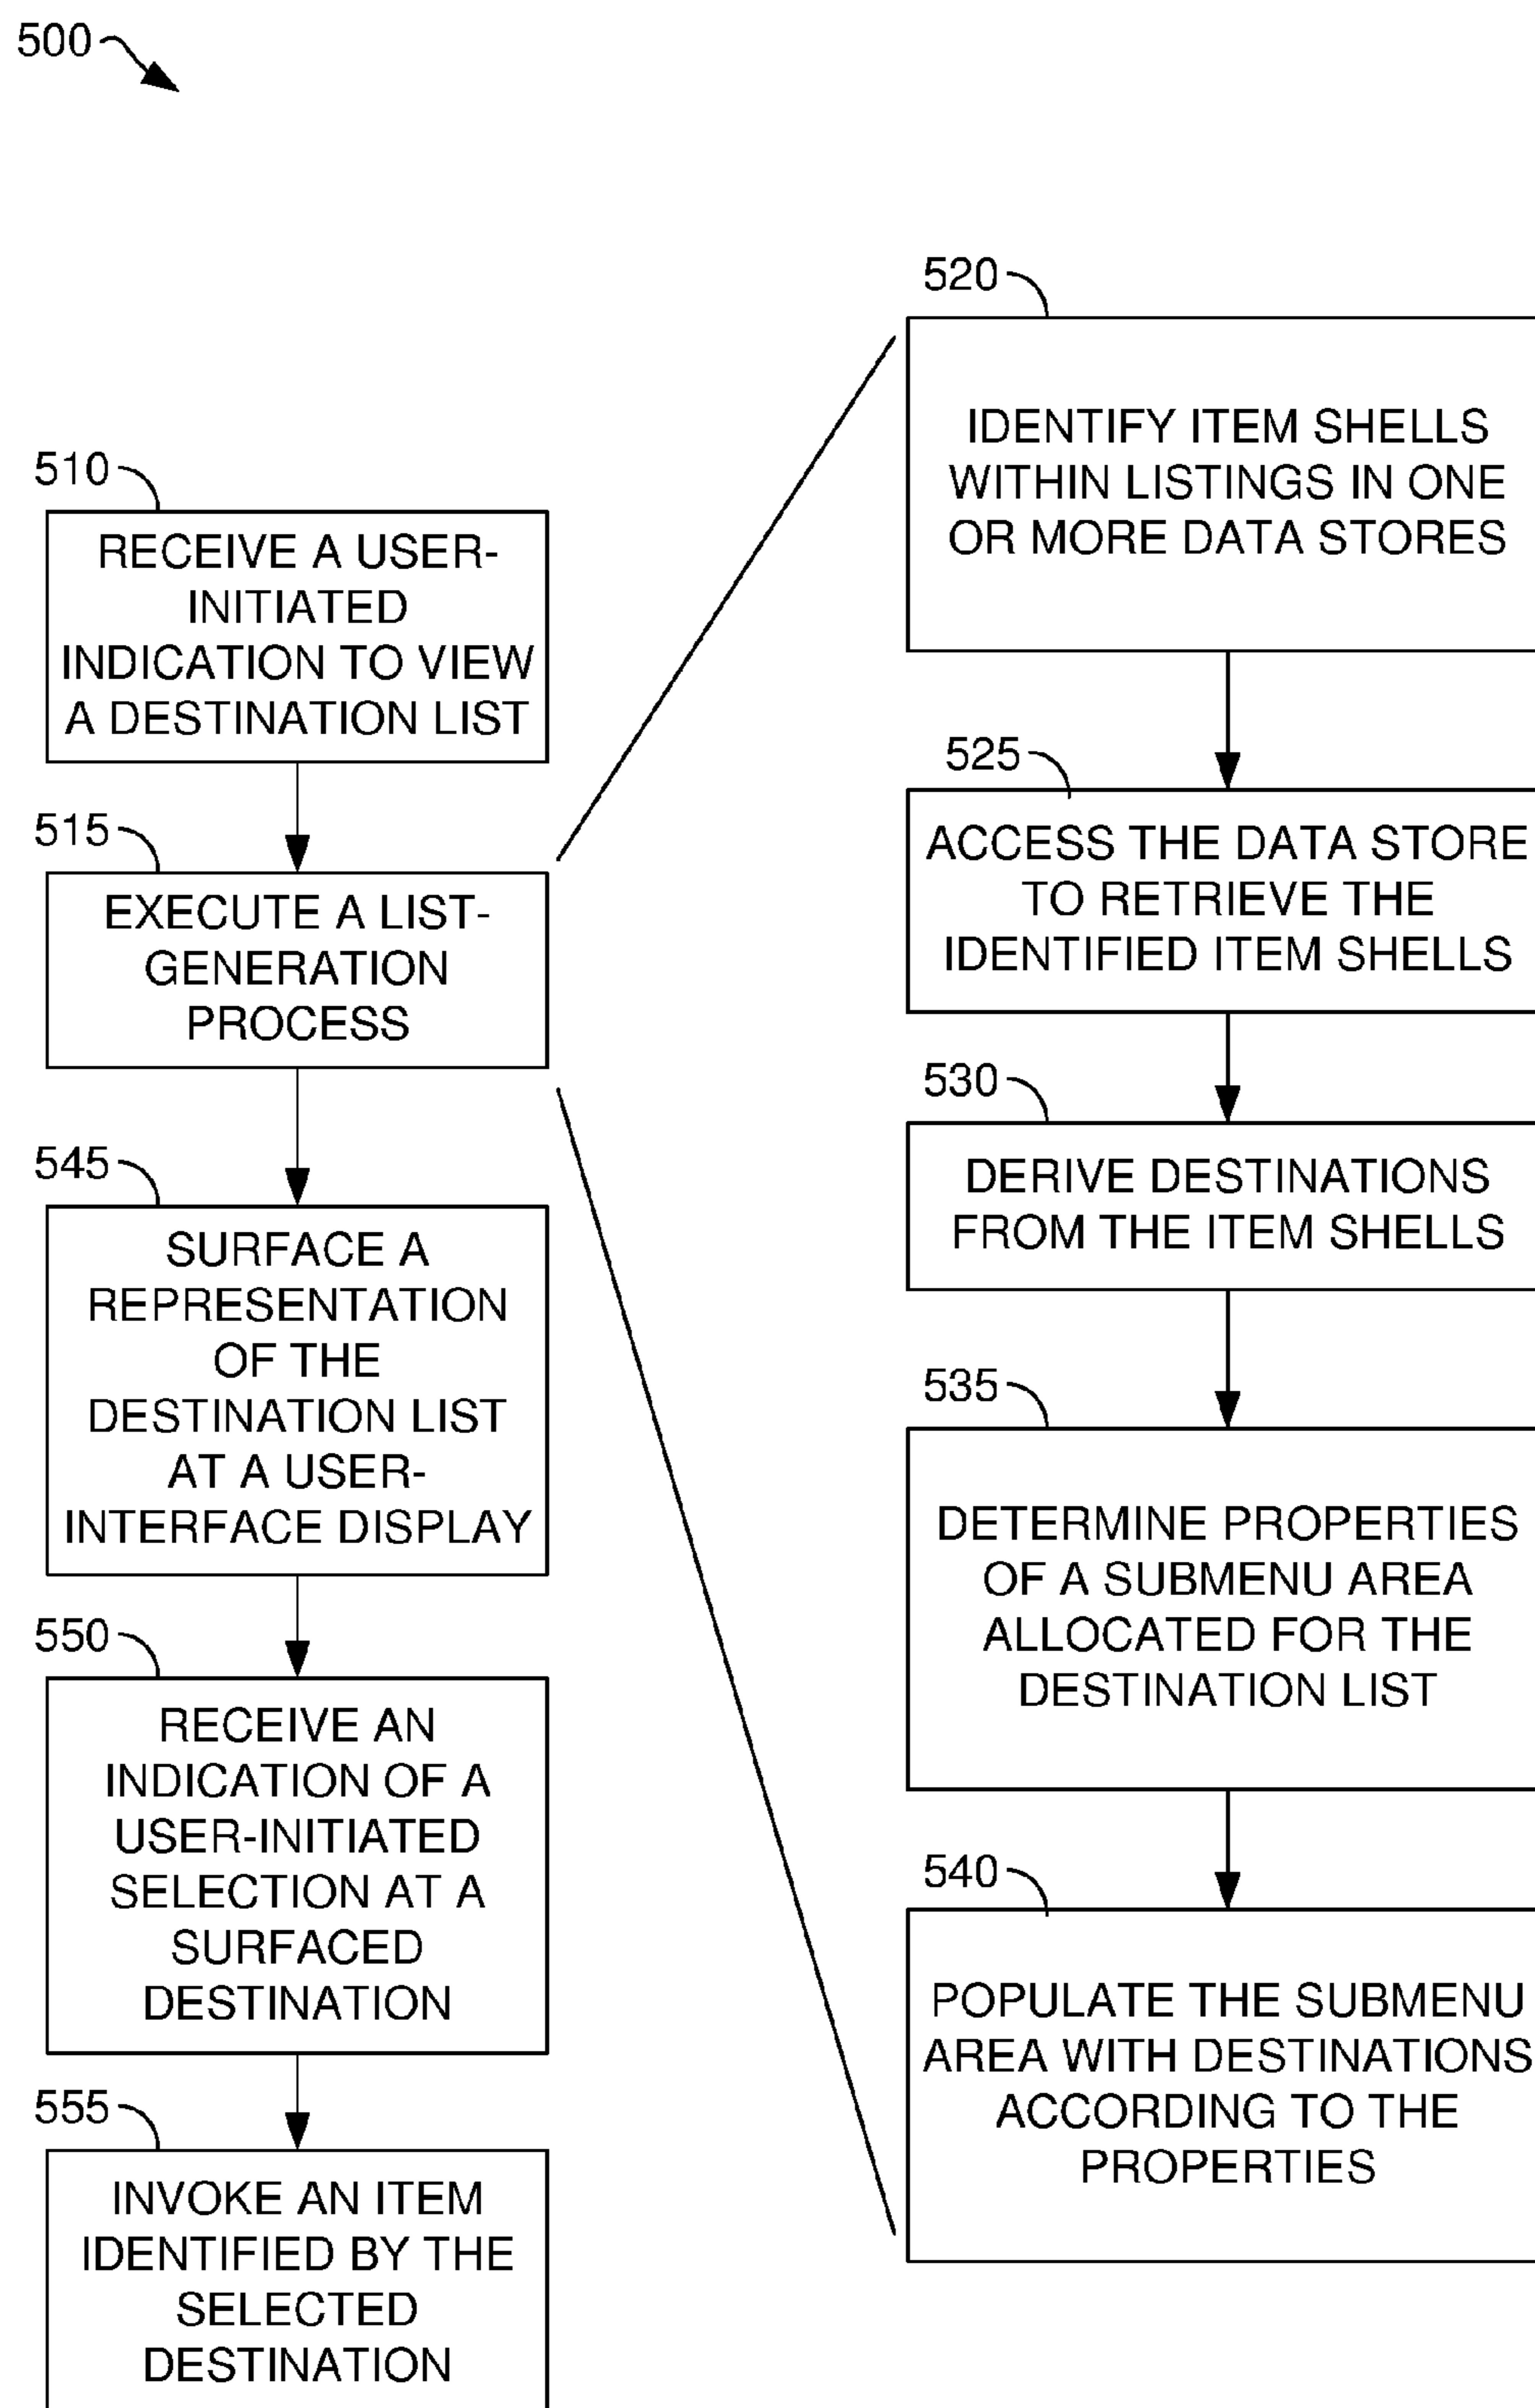 500
510
RECEIVE A USER-
INITIATED
INDICATION TO VIEW
A DESTINATION LIST
515
EXECUTE A LIST-
GENERATION
PROCESS
545
SURFACE A
REPRESENTATION
OF THE
DESTINATION LIST
AT A USER-
INTERFACE DISPLAY
550
RECEIVE AN
INDICATION OF A
USER-INITIATED
SELECTION AT A
SURFACED
DESTINATION
555
INVOKE AN ITEM
IDENTIFIED BY THE
SELECTED
DESTINATION
520
IDENTIFY ITEM SHELLS
WITHIN LISTINGS IN ONE
OR MORE DATA STORES
525
ACCESS THE DATA STORE
TO RETRIEVE THE
IDENTIFIED ITEM SHELLS
530
DERIVE DESTINATIONS
FROM THE ITEM SHELLS
535
DETERMINE PROPERTIES
OF A SUBMENU AREA
ALLOCATED FOR THE
DESTINATION LIST
540
POPULATE THE SUBMENU
AREA WITH DESTINATIONS
ACCORDING TO THE
PROPERTIES